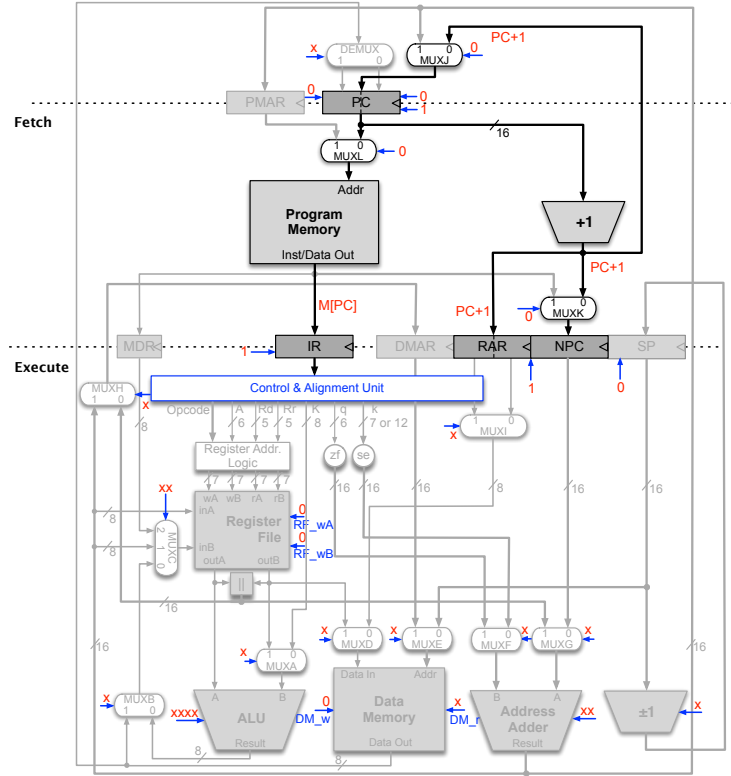 PC+1
x DEMUX 1 0 0
1 0 MUXJ
PMAR 0 PC 0
1
Fetch
16
1 0
MUXL 0
Addr
Program
Memory
+1
Inst/Data Out
PC+1
M[PC]
PC+1
1 0
0 MUXK
MDR 1 IR DMAR RAR NPC SP
Execute
1 0
MUXH
1 0
x
8
Control & Alignment Unit
Opcode A Rd Rr K q k
6 5 5 8 6 7 or 12
x 1 0
MUXI
Register Addr.
Logic
zf se
7 7 7 7 16 16 16 8 16 16
xx
wA wB rA rB
inA
Register
File
0
RF_wA
8
2 1 0
MUXC
inB
0
RF_wB
8
outA outB
||
16
16 16
x 1 0
MUXD
x 1 0
MUXE
1 0
MUXF x
1 0
MUXG x
x 1 0
MUXA
Data In Addr
x MUXB
1 0
A B
xxxx ALU
Result
8
0
DM_w
Data
Memory
Data Out
8
x
DM_r
B A
Address
Adder
Result
xx
±1 x